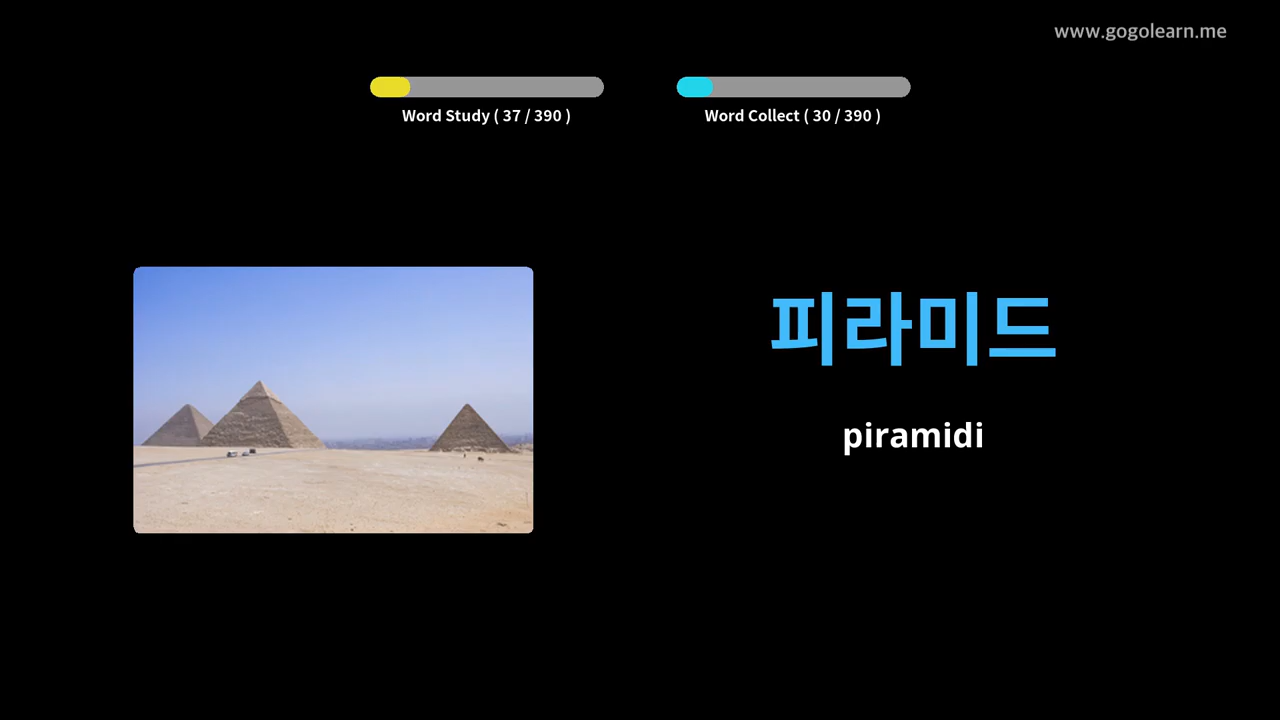 www.gogolearn.me
Word Study ( 37 / 390 )
Word Collect ( 30 / 390 )
피라미드
piramidi